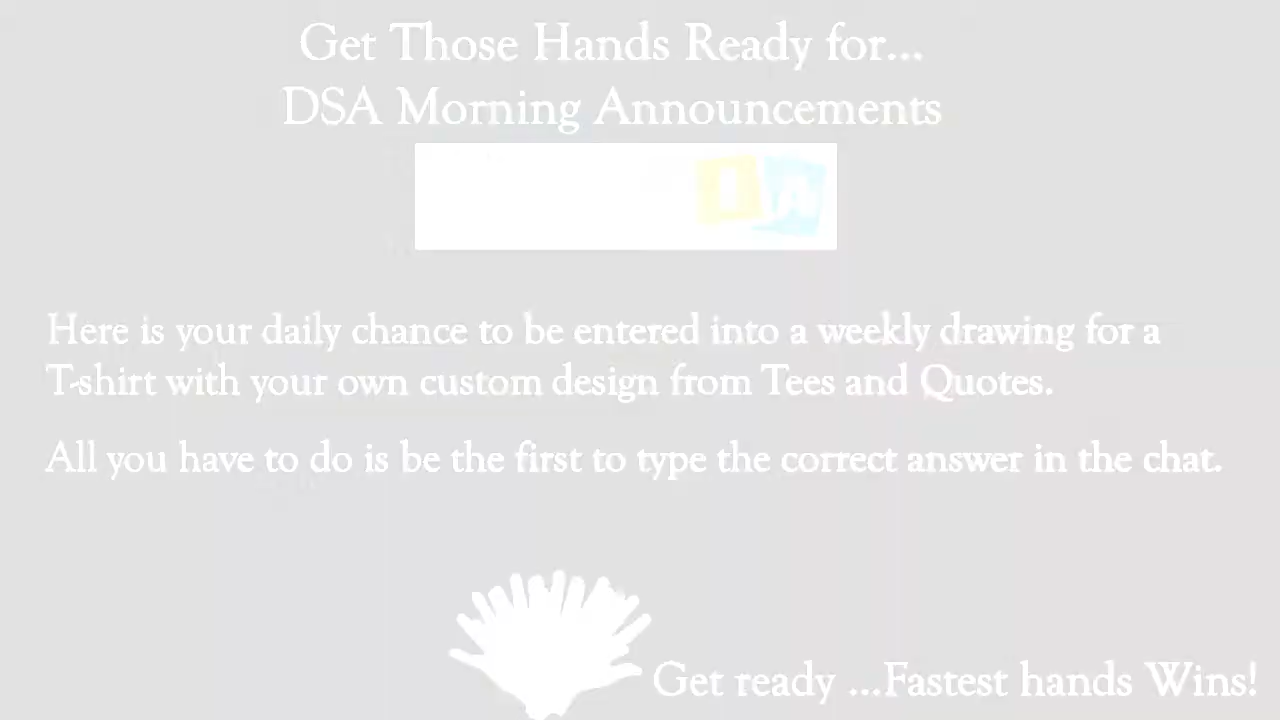 Get Those Hands Ready for...
DSA Morning Announcements
Here is your daily chance to be entered into a weekly drawing for a
T-shirt with your own custom design from Tees and Quotes.
All you have to do is be the first to type the correct answer in the chat.
Get ready ...Fastest hands Wins!